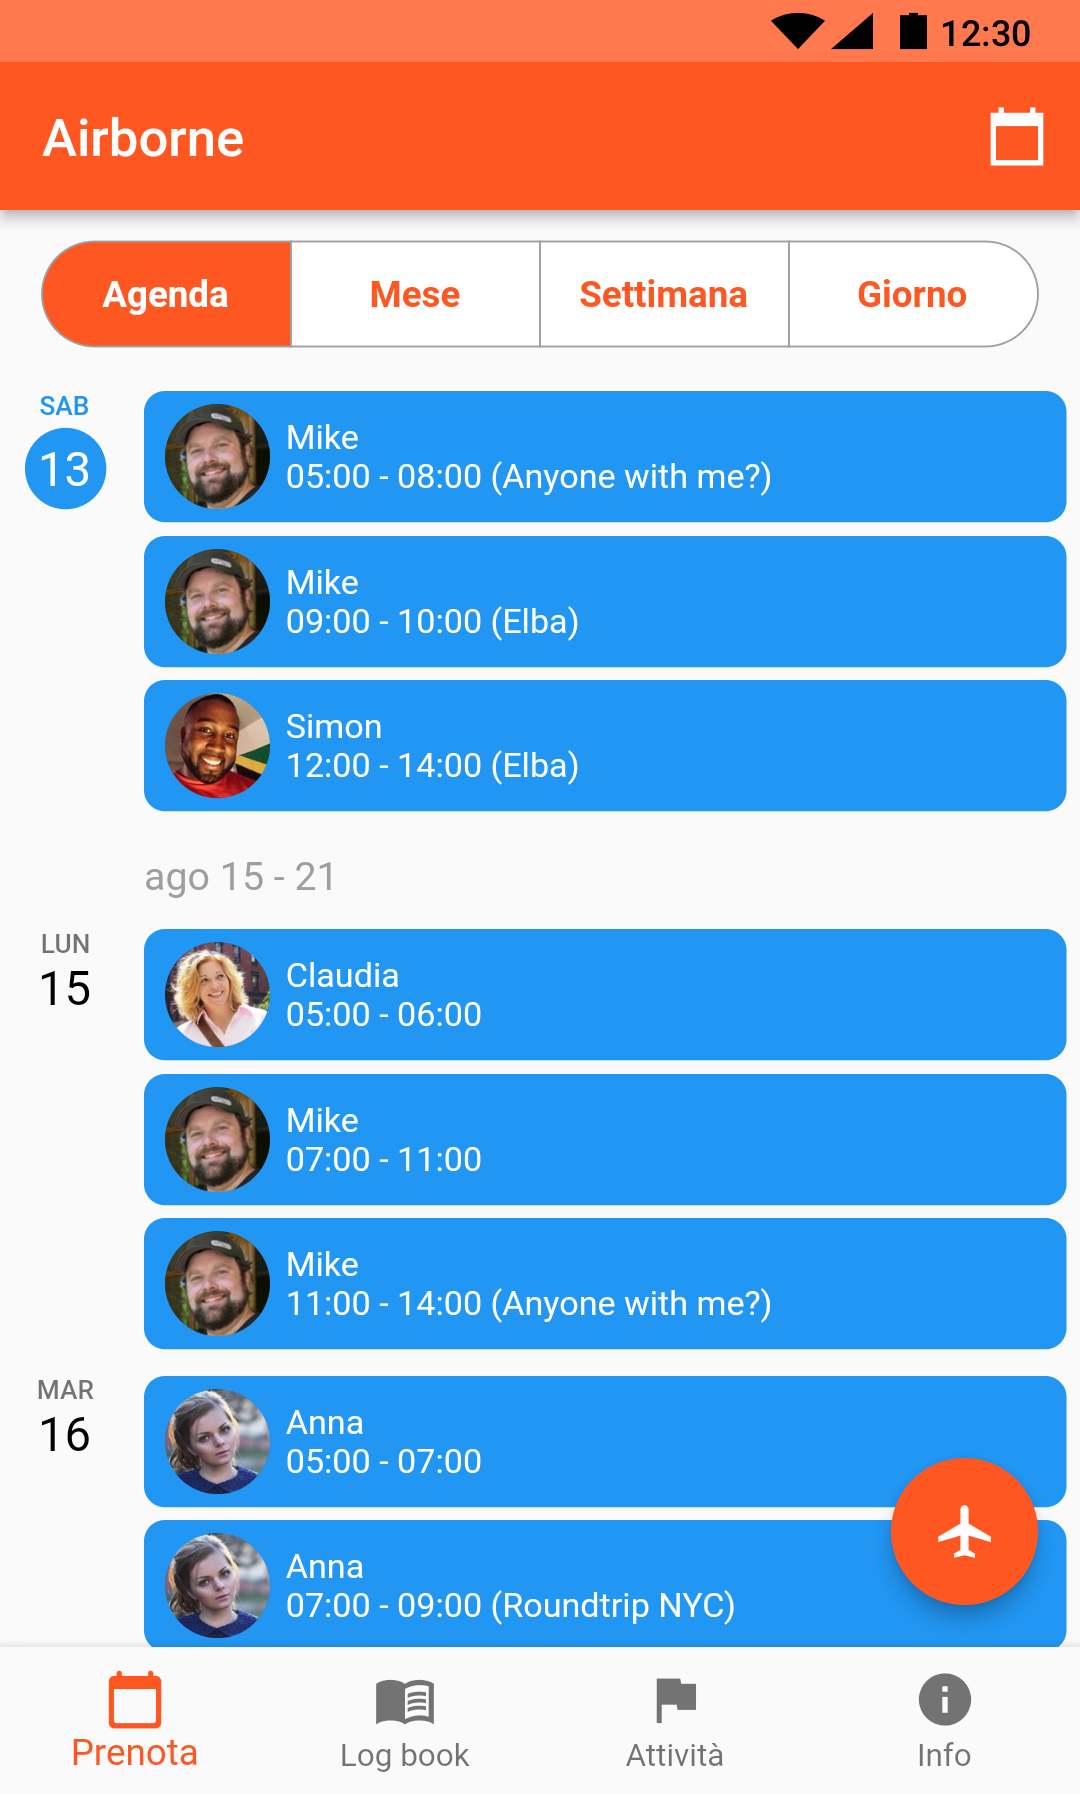 12:30
Airborne
Agenda
Mese
Settimana
Giorno
SAB
13
Mike
05:00 - 08:00 (Anyone with me?)
Mike
09:00 - 10:00 (Elba)
Simon
12:00 - 14:00 (Elba)
ago 15 - 21
LUN
15
Claudia
05:00 - 06:00
Mike
07:00 - 11:00
Mike
11:00 - 14:00 (Anyone with me?)
MAR
16
Anna
05:00 - 07:00
Anna
07:00 - 09:00 (Roundtrip NYC)
Prenota
Log book
Attività
Info